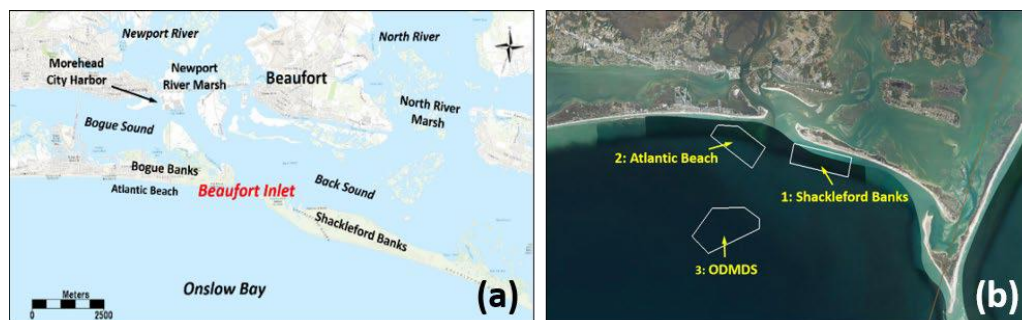 Newport River
North River
Morehead
City Harbor
Newport
River Marsh
Beaufort
North River
Marsh
Bogue Sound
Bogue Banks
Atlantic Beach
Beaufort Inlet
Back Sound
Shackleford Banks
Onslow Bay
Meters
0
2500
(a)
2: Atlantic Beach
1: Shackleford Banks
3: ODMDS
(b)